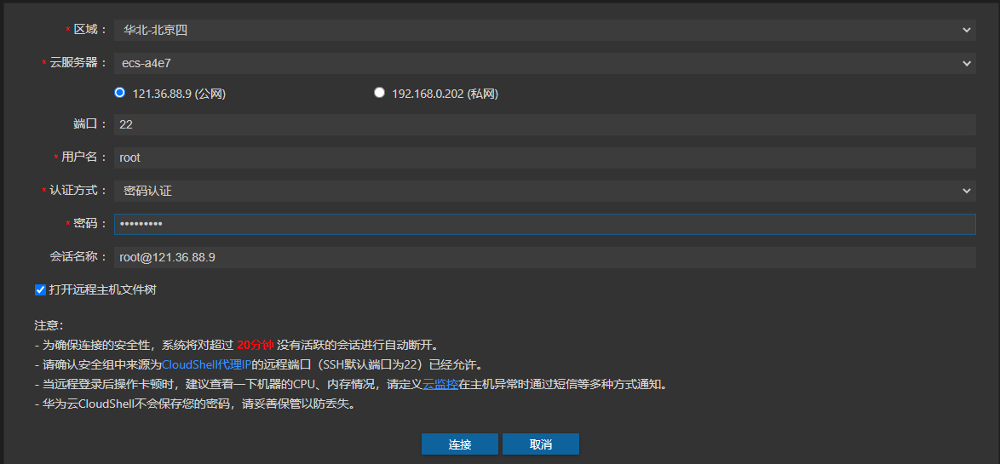 * 区域： 华北-北京四
* 云服务器： ecs-a4e7
121.36.88.9 (公网) 192.168.0.202 (私网)
端口： 22
* 用户名： root
* 认证方式： 密码认证
* 密码： •••••••••
会话名称： root@121.36.88.9
打开远程主机文件树
注意：
- 为确保连接的安全性，系统将对超过 20分钟 没有活跃的会话进行自动断开。
- 请确认安全组中来源为CloudShell代理IP的远程端口（SSH默认端口为22）已经允许。
- 当远程登录后操作卡顿时，建议查看一下机器的CPU、内存情况，请定义云监控在主机异常时通过短信等多种方式通知。
- 华为云CloudShell不会保存您的密码，请妥善保管以防丢失。
连接 取消